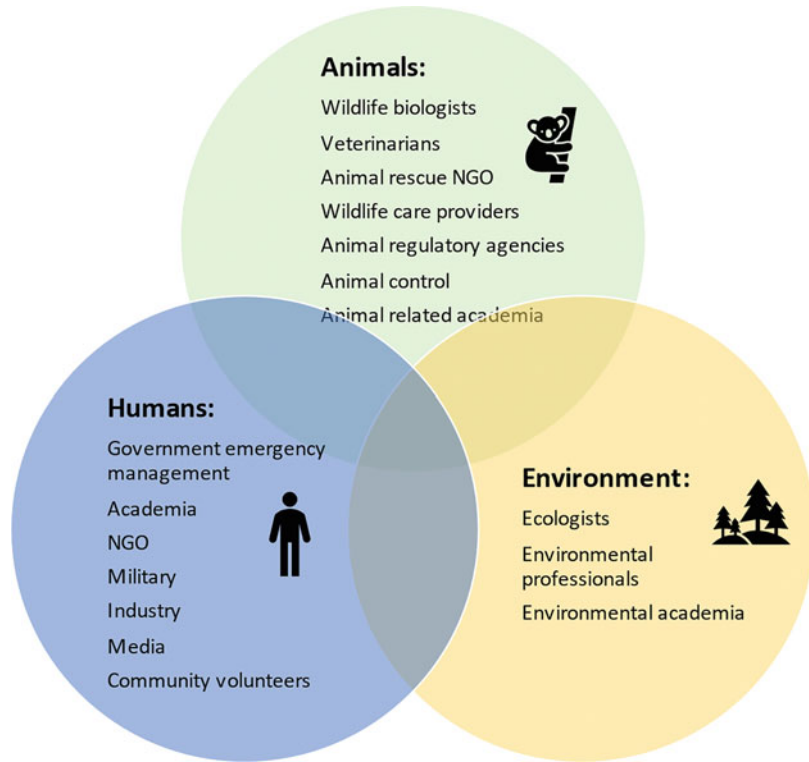 Animals:
Wildlife biologists
Veterinarians
Animal rescue NGO
Wildlife care providers
Animal regulatory agencies
Animal control
Animal related academia
Humans:
Government emergency
management
Academia
NGO
Military
Industry
Media
Community volunteers
Environment:
Ecologists
Environmental
professionals
Environmental academia